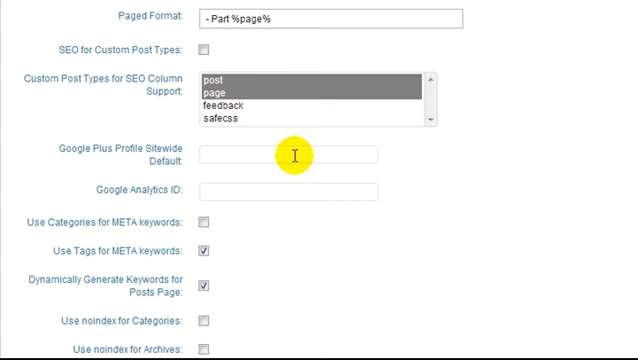 Paged Format:
- Part %page%
SEO for Custom Post Types:
Custom Post Types for SEO Column
Support:
post
page
feedback
safecss
Google Plus Profile Sitewide
Default:
Google Analytics ID:
Use Categories for META keywords:
Use Tags for META keywords:
Dynamically Generate Keywords for
Posts Page:
Use noindex for Categories:
Use noindex for Archives: